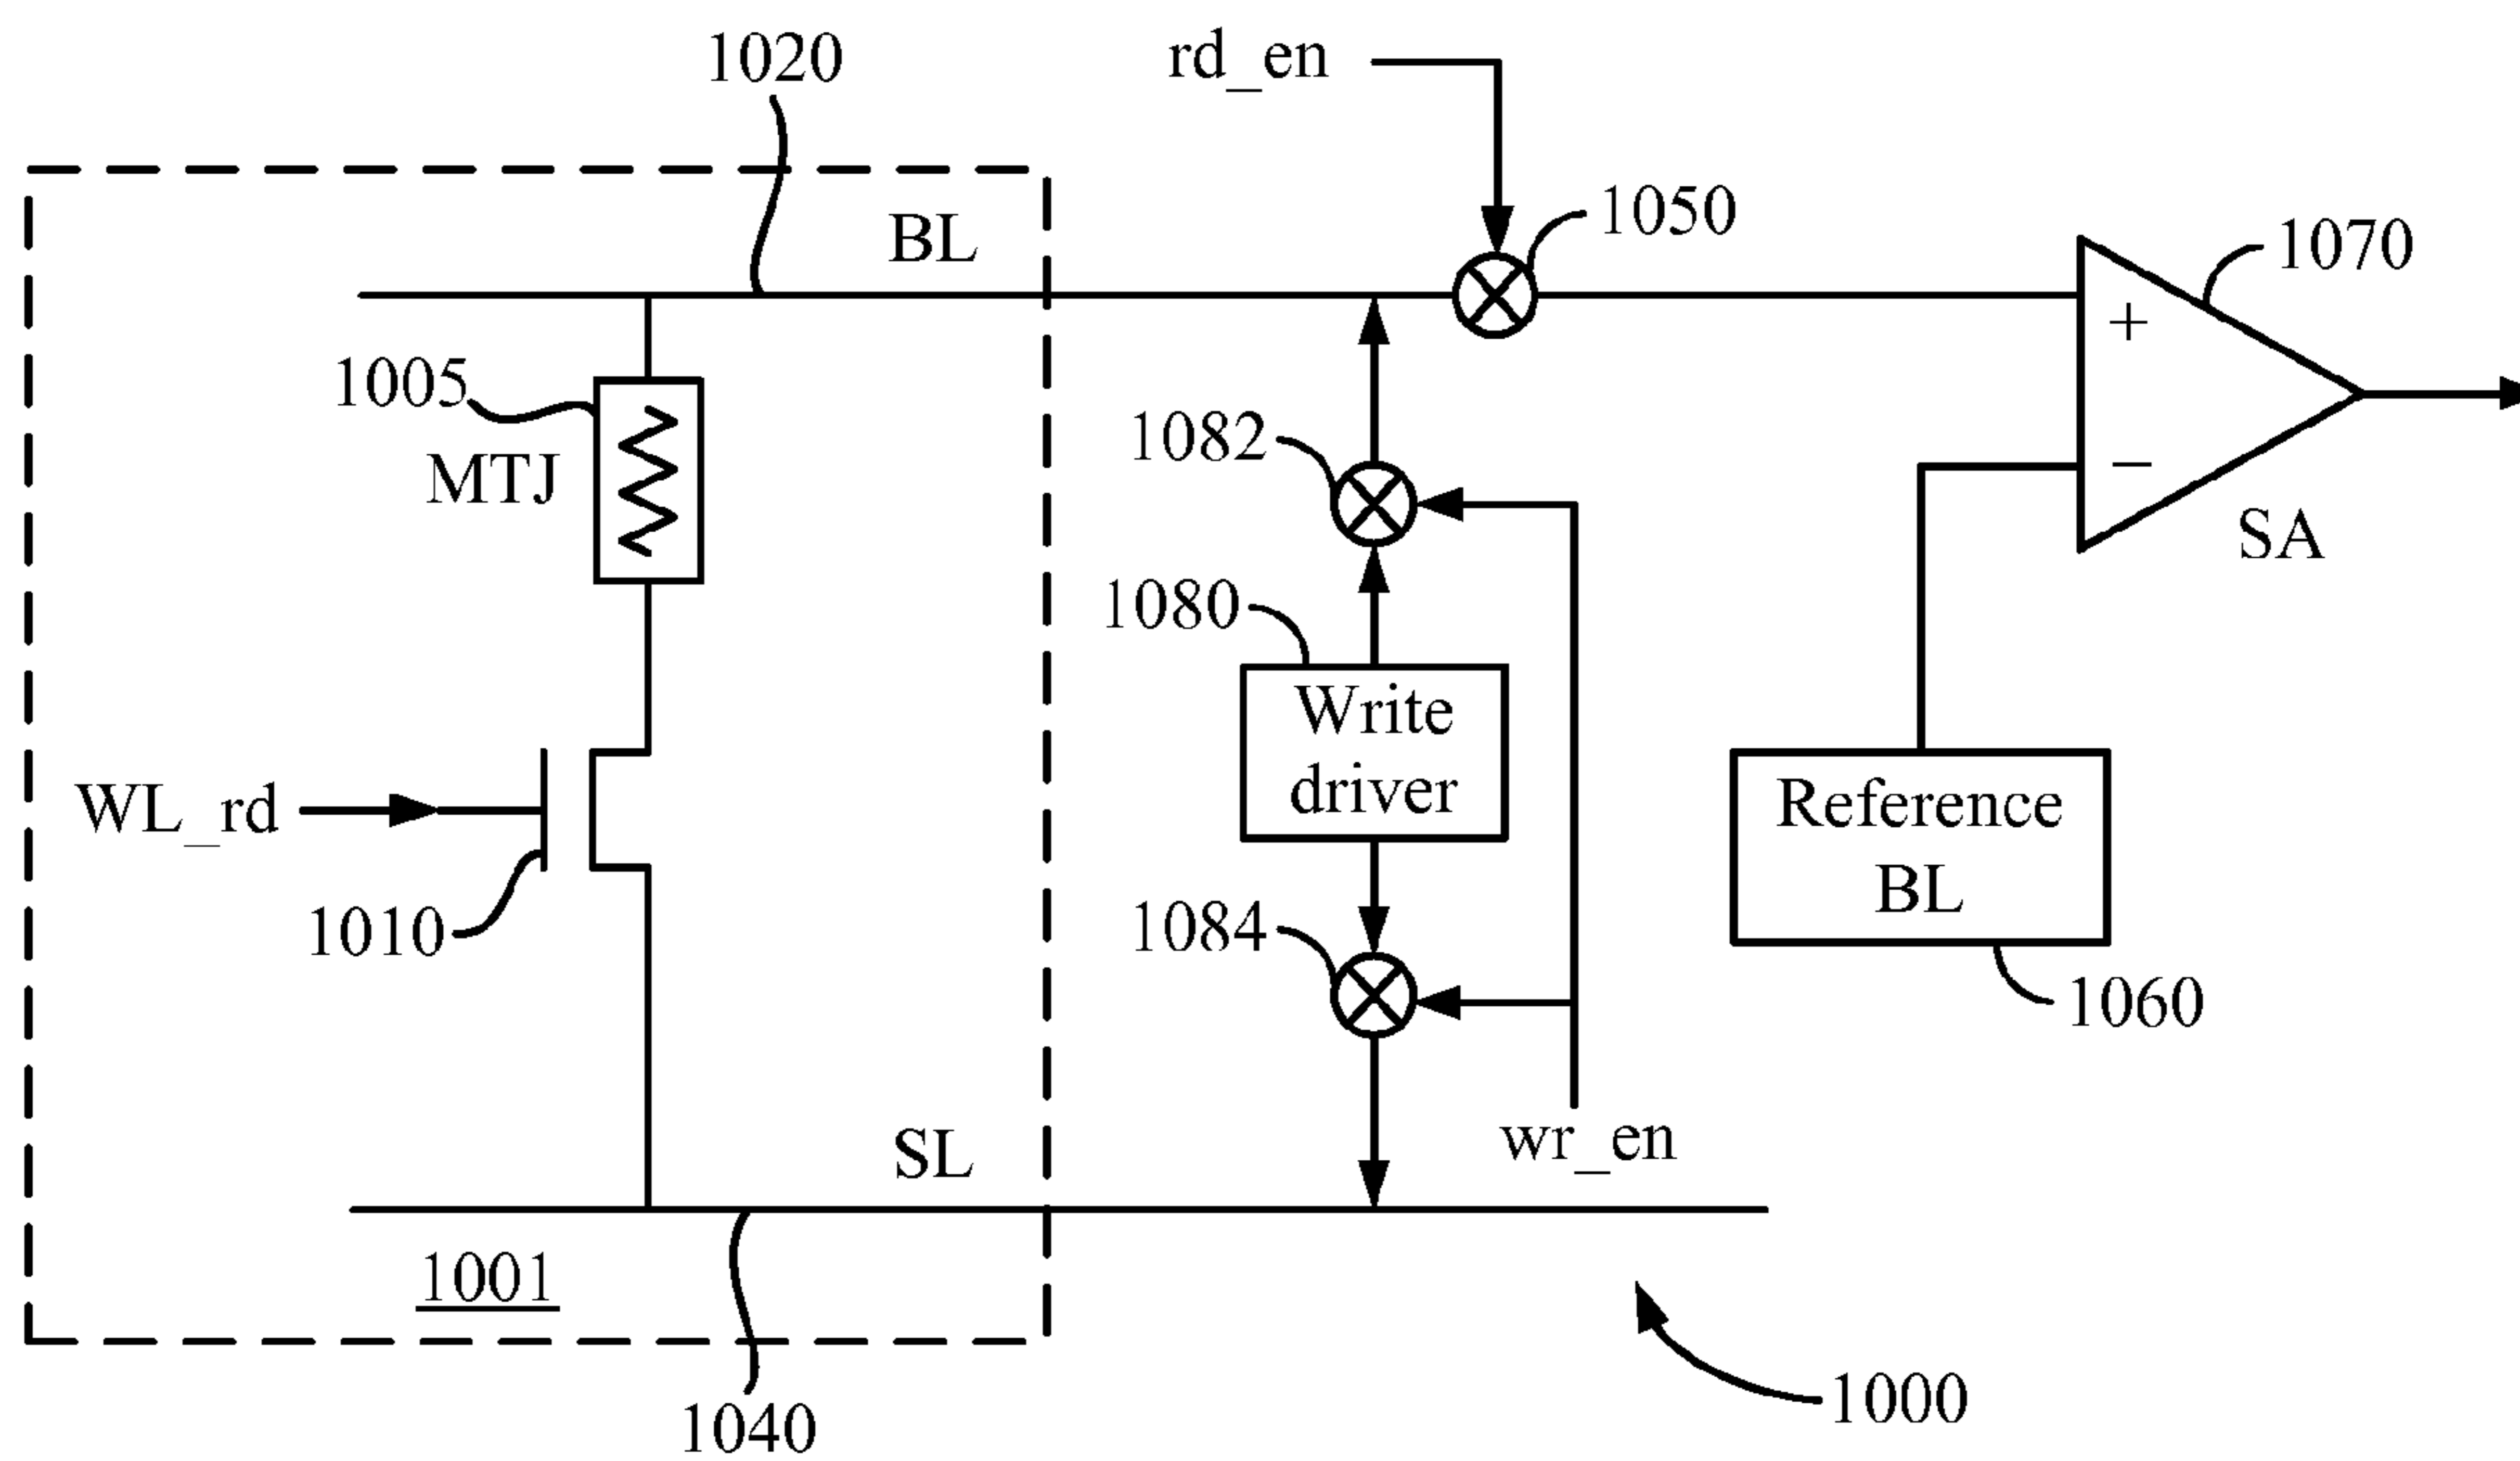 1020
rd_en
1050
BL
1070
+
1005
MTJ
1082
−
SA
1080
Write
driver
WL_rd
Reference
BL
1010
1084
1060
SL
wr_en
1001
1040
1000